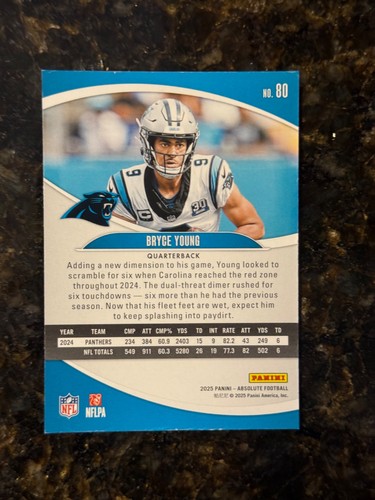 NO. 80
9
9
C
30
BRYCE YOUNG
QUARTERBACK
Adding a new dimension to his game, Young looked to
scramble for six when Carolina reached the red zone
throughout 2024. The dual-threat dimer rushed for
six touchdowns — six more than he had the previous
season. Now that his fleet feet are wet, expect him
to keep splashing into paydirt.
YEAR TEAM CMP ATT CMP% YDS TD INT RATE ATT YDS TD
2024 PANTHERS 234 384 60.9 2403 15 9 82.2 43 249 6
NFL TOTALS 549 911 60.3 5280 26 19 77.3 82 502 6
PANINI
2025 PANINI – ABSOLUTE FOOTBALL
© 2025 Panini America, Inc.
NFL
NFLPA